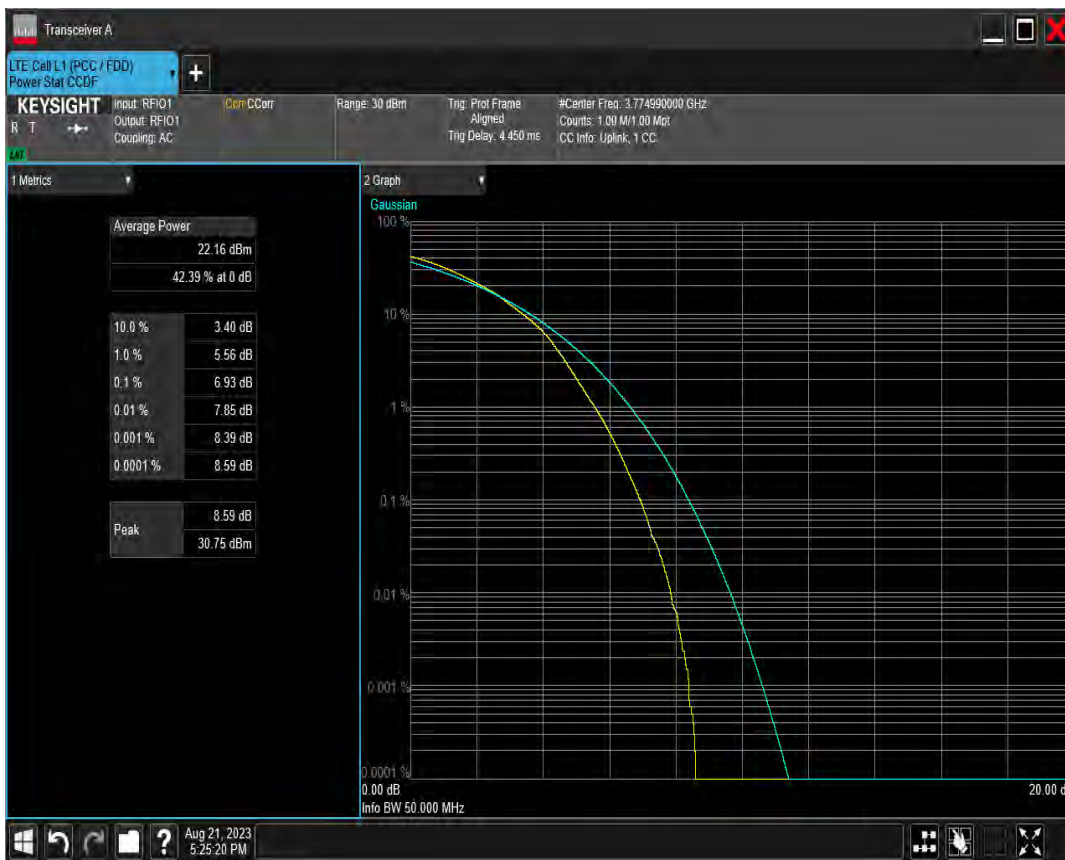 Transceiver A
LTE Cell L1 (PCC / FDD)
Power Stat CCDF
+
KEYSIGHT
R T
LXI
Input: RFIO1
Output: RFIO1
Coupling: AC
Corr CCorr
Range: 30 dBm
Trig: Prot Frame
Aligned
Trig Delay: 4.450 ms
#Center Freq: 3.774990000 GHz
Counts: 1.00 M/1.00 Mpt
CC Info: Uplink, 1 CC
1 Metrics
Average Power
22.16 dBm
42.39 % at 0 dB
10.0 % 3.40 dB
1.0 % 5.56 dB
0.1 % 6.93 dB
0.01 % 7.85 dB
0.001 % 8.39 dB
0.0001 % 8.59 dB
Peak
8.59 dB
30.75 dBm
2 Graph
Gaussian
100 %
10 %
1 %
0.1 %
0.01 %
0.001 %
0.0001 %
0.00 dB
20.00 d
Info BW 50.000 MHz
?
Aug 21, 2023
5:25:20 PM